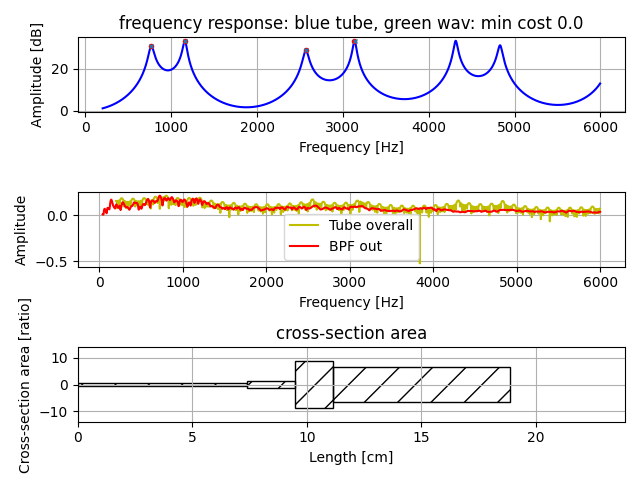 frequency response: blue tube, green wav: min cost 0.0
Amplitude [dB]
20
0
0 1000 2000 3000 4000 5000 6000
Frequency [Hz]
Amplitude
0.0
−0.5
Tube overall
BPF out
0 1000 2000 3000 4000 5000 6000
Frequency [Hz]
cross-section area
Cross-section area [ratio]
10
0
−10
0 5 10 15 20
Length [cm]